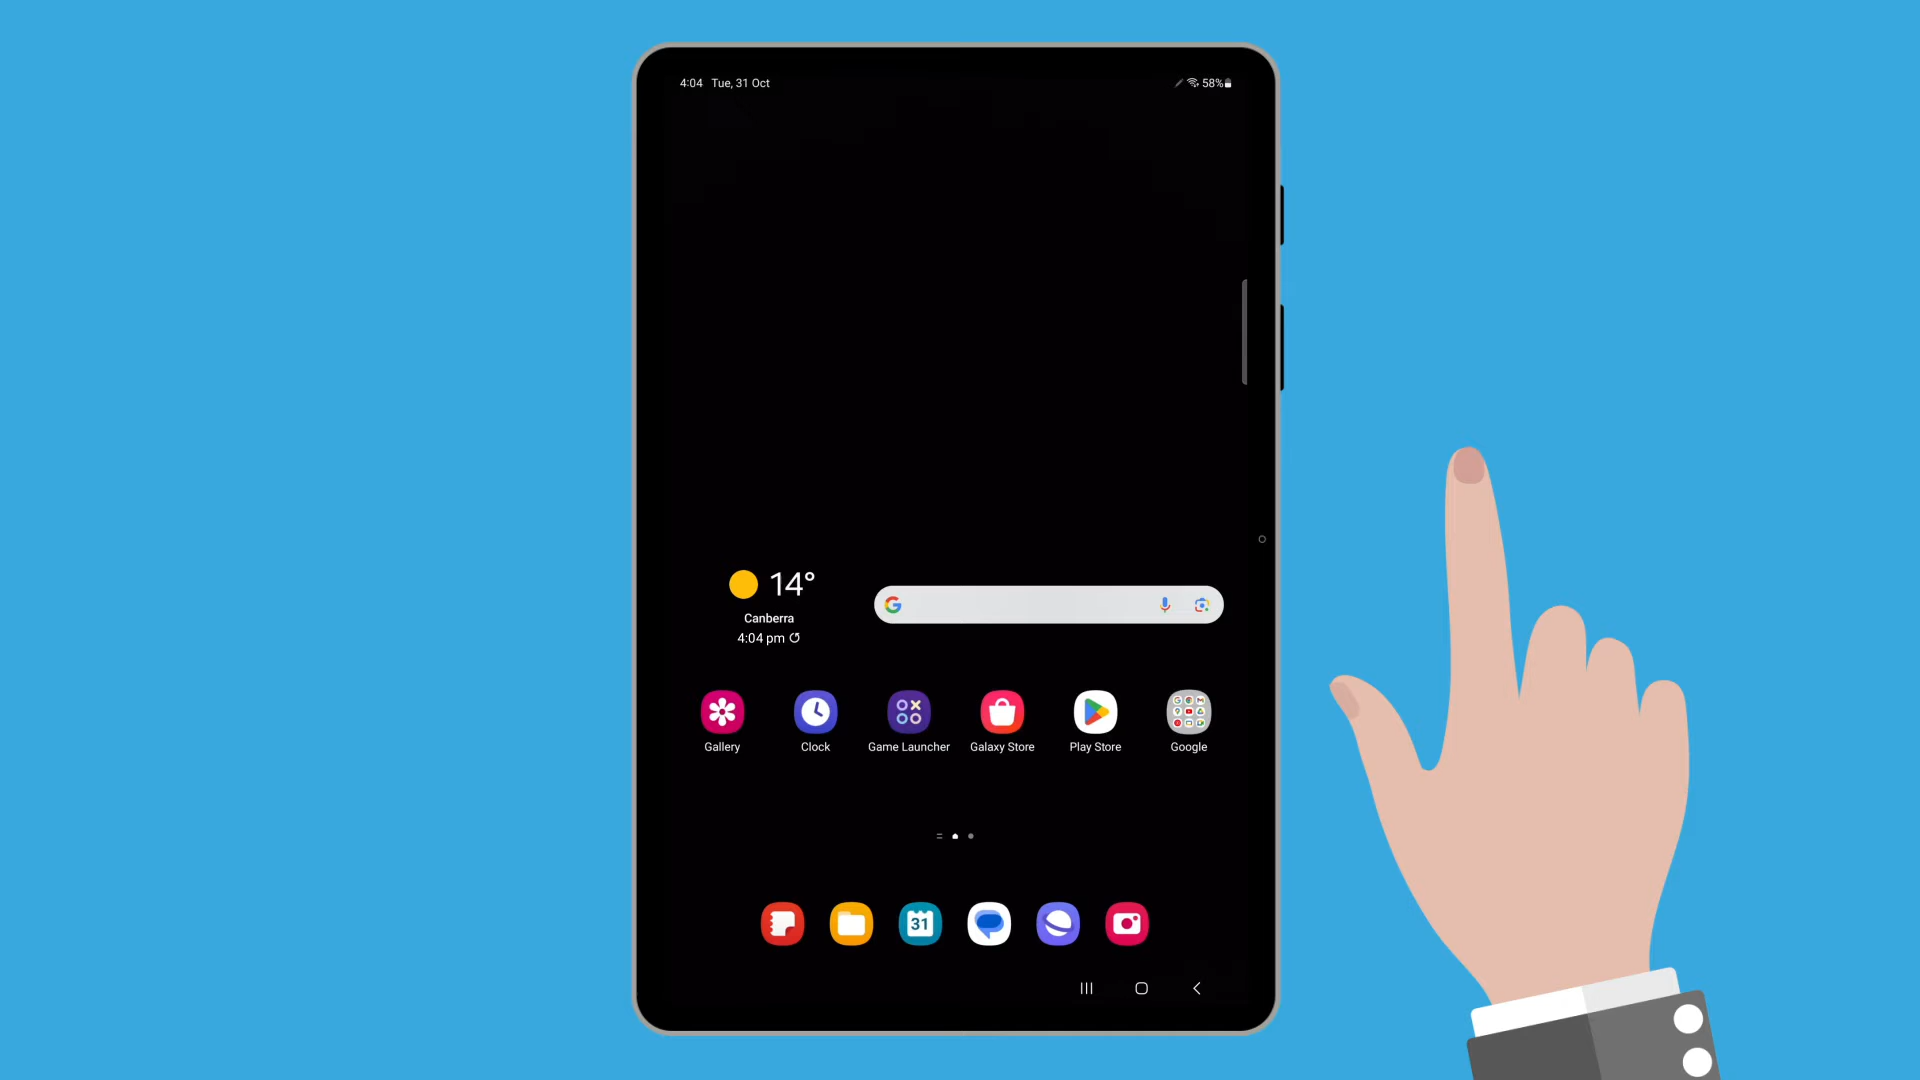 4:04 Tue, 31 Oct
58%
14°
Canberra
4:04 pm
G
Gallery
Clock
Game Launcher
Galaxy Store
Play Store
Google
31